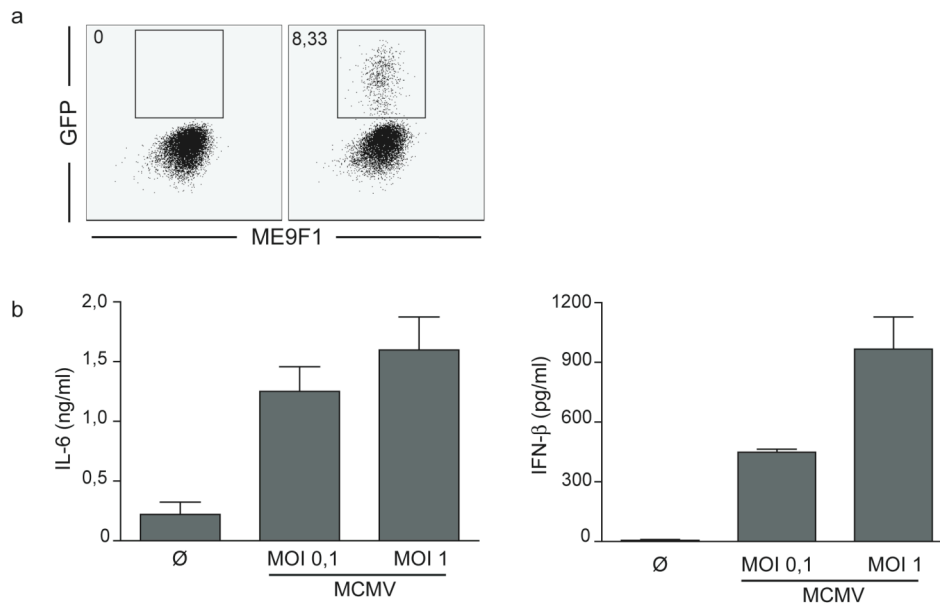 a
0
8,33
GFP
ME9F1
b
2,0
1,5
1,0
0,5
0
IL-6 (ng/ml)
Ø
MOI 0,1
MOI 1
MCMV
1200
900
600
300
0
IFN-β (pg/ml)
Ø
MOI 0,1
MOI 1
MCMV